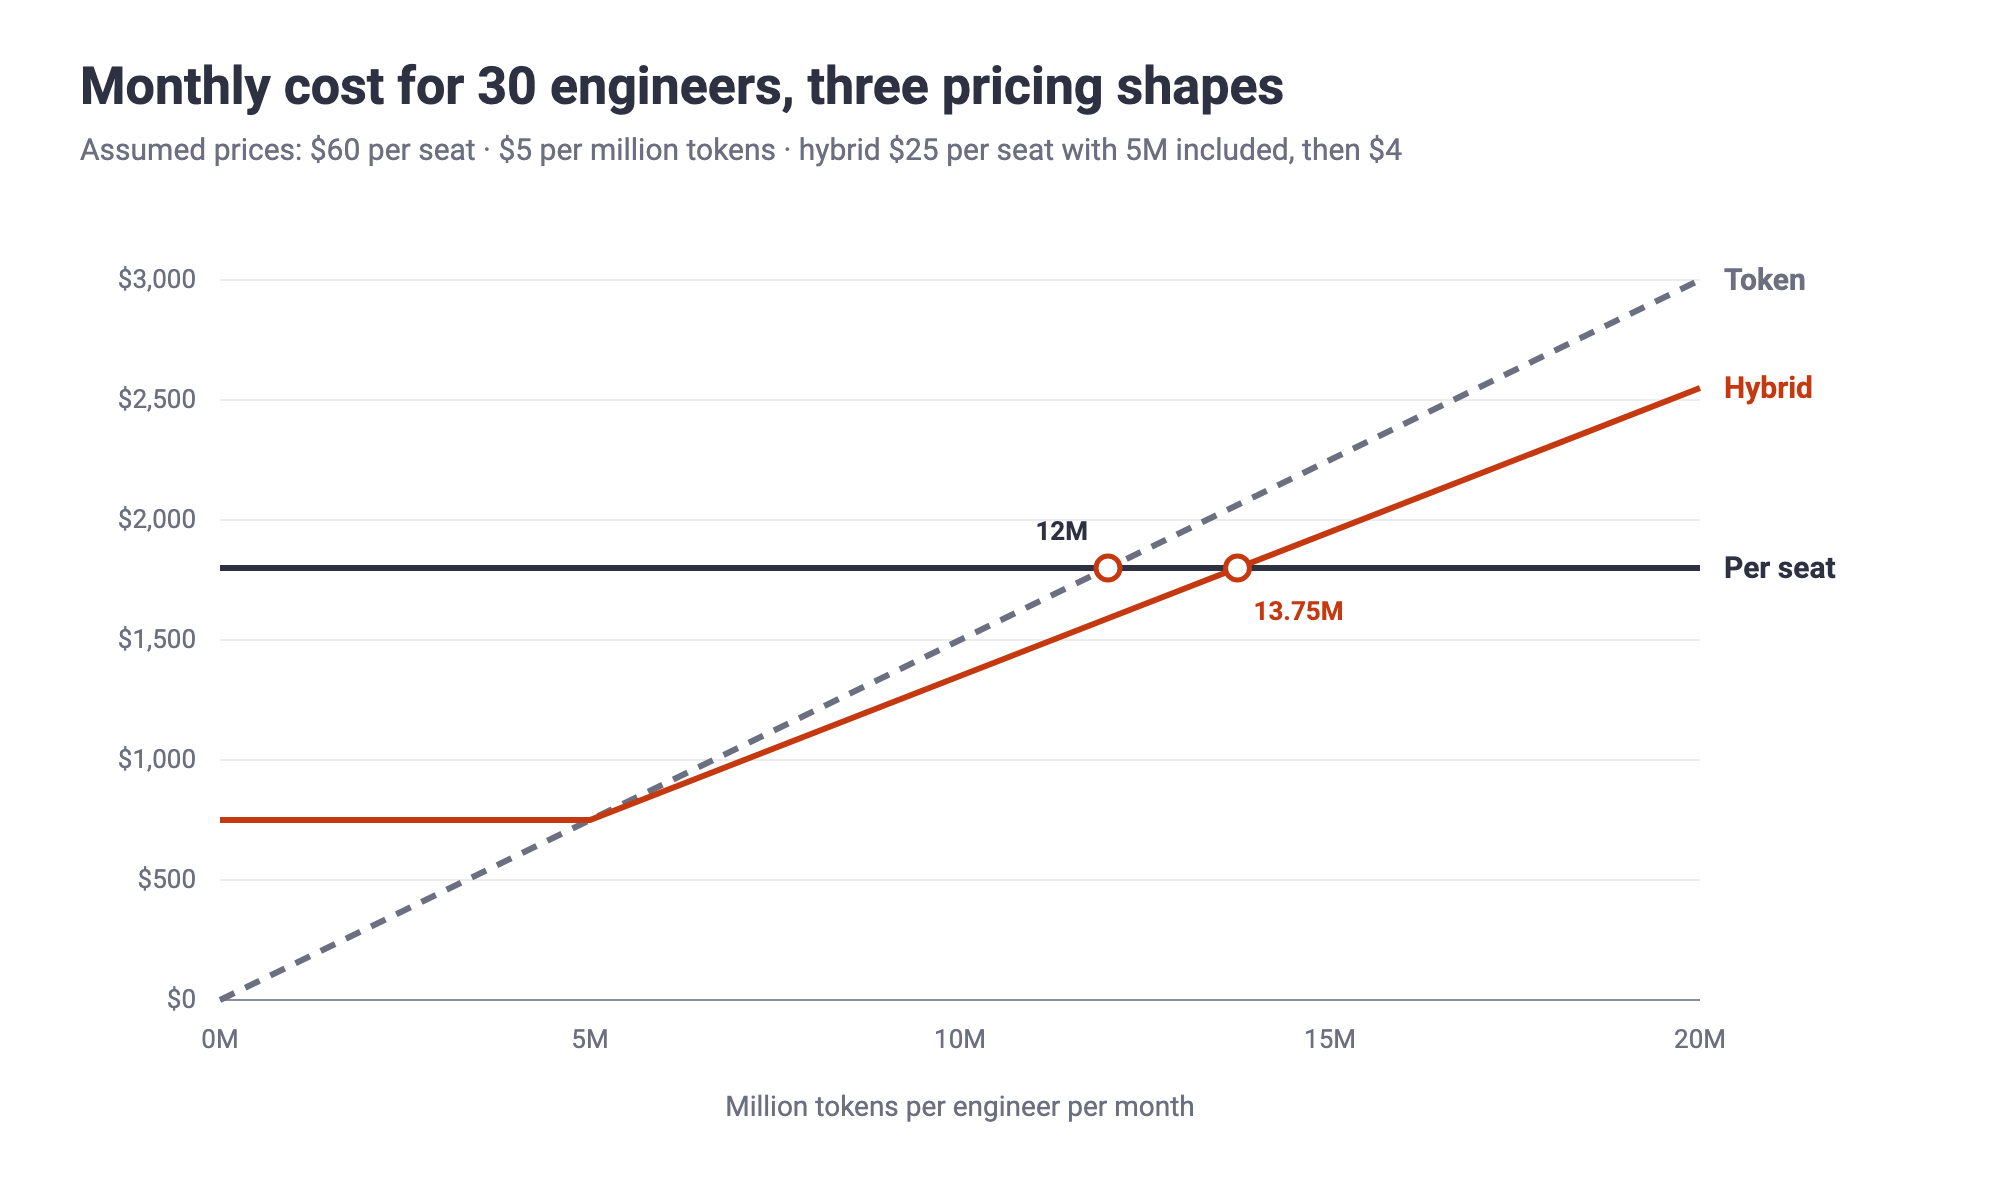 Monthly cost for 30 engineers, three pricing shapes
Assumed prices: $60 per seat · $5 per million tokens · hybrid $25 per seat with 5M included, then $4
$3,000
Token
$2,500
Hybrid
$2,000
12M
Per seat
13.75M
$1,500
$1,000
$500
$0
0M
5M
10M
15M
20M
Million tokens per engineer per month